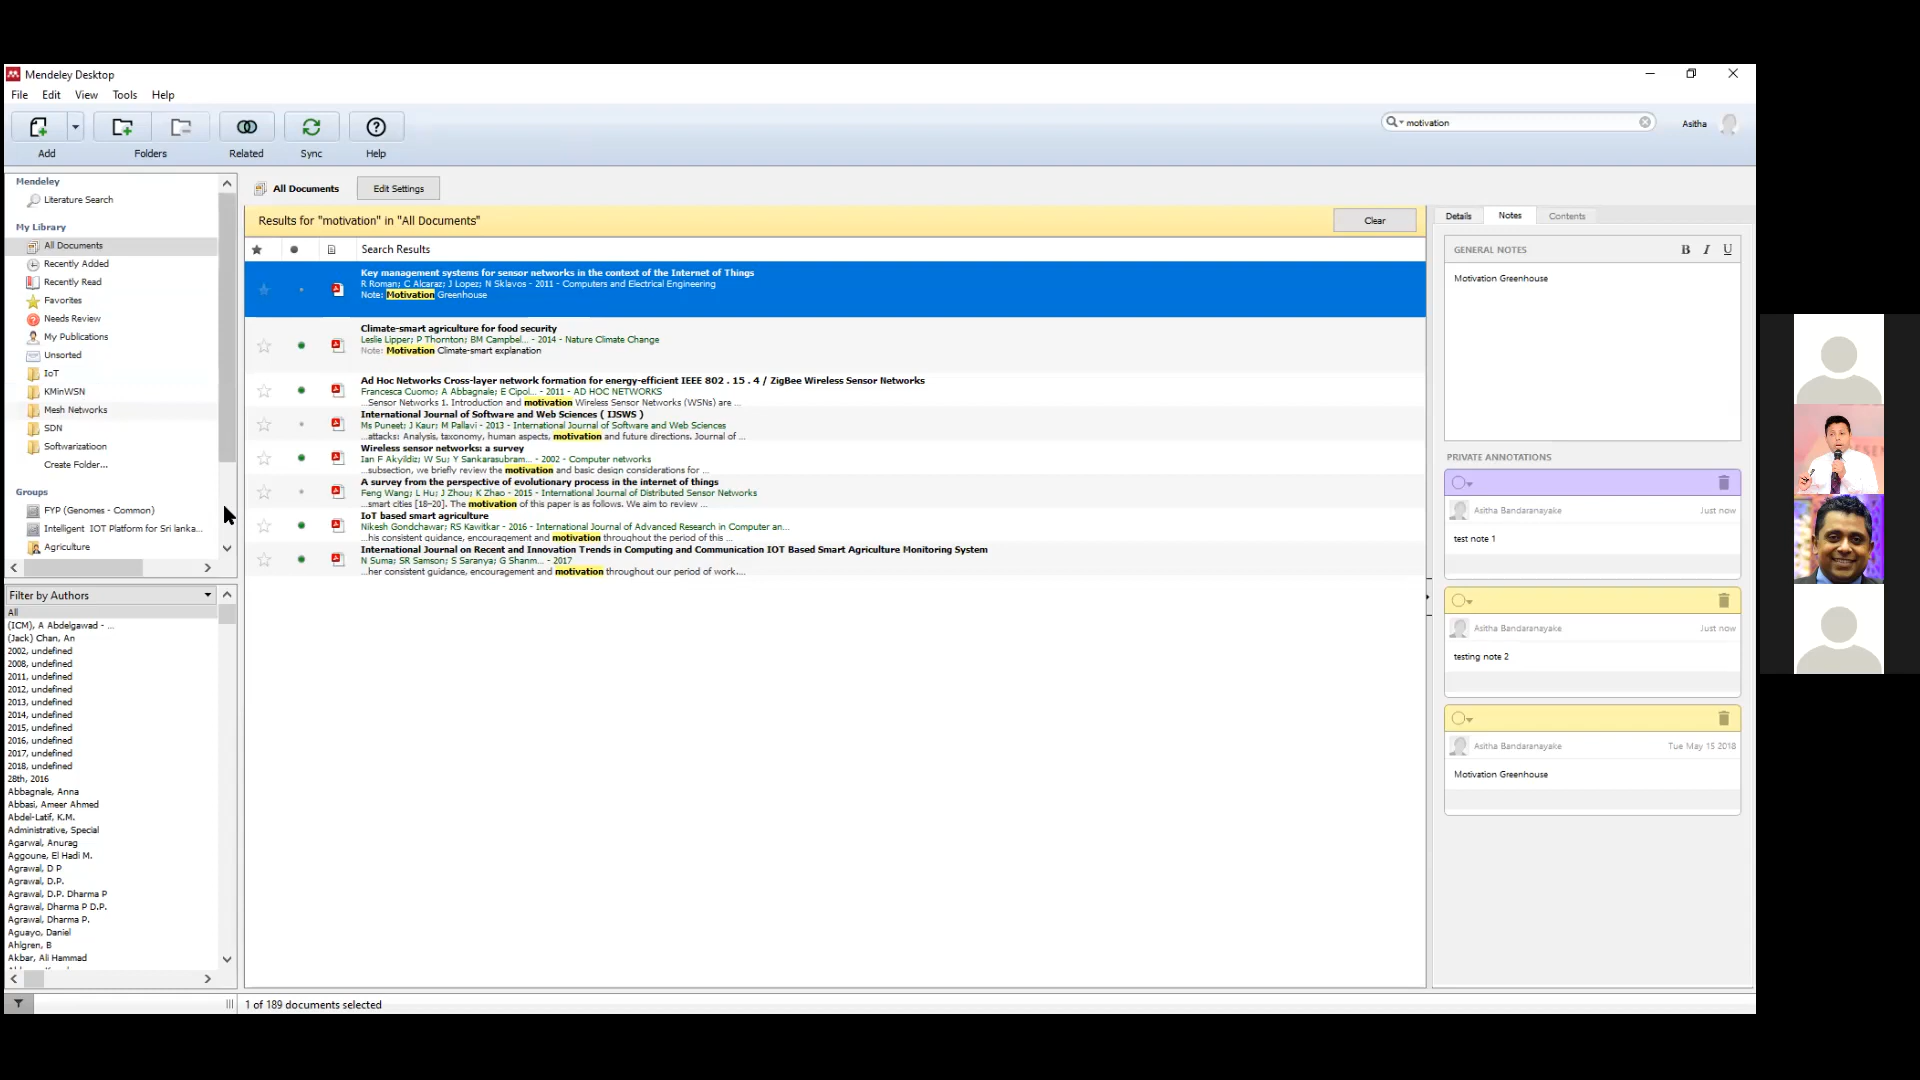 Mendeley Desktop
File Edit View Tools Help
Add Folders Related Sync Help
motivation
Asitha
Mendeley
Literature Search
My Library
All Documents
Recently Added
Recently Read
Favorites
Needs Review
My Publications
Unsorted
IoT
KMinWSN
Mesh Networks
SDN
Softwarizatioon
Create Folder...
Groups
FYP (Genomes - Common)
Intelligent IOT Platform for Sri lanka...
Agriculture
Filter by Authors
All
(ICM), A Abdelgawad - ...
(Jack) Chan, An
2002, undefined
2008, undefined
2011, undefined
2012, undefined
2013, undefined
2014, undefined
2015, undefined
2016, undefined
2017, undefined
2018, undefined
28th, 2016
Abbagnale, Anna
Abbasi, Ameer Ahmed
Abdel-Latif, K.M.
Administrative, Special
Agarwal, Anurag
Aggoune, El Hadi M.
Agrawal, D P
Agrawal, D.P.
Agrawal, D.P. Dharma P
Agrawal, Dharma P D.P.
Agrawal, Dharma P.
Aguayo, Daniel
Ahlgren, B
Akbar, Ali Hammad
All Documents Edit Settings
Results for "motivation" in "All Documents" Clear
Search Results
Key management systems for sensor networks in the context of the Internet of Things
R Roman; C Alcaraz; J Lopez; N Sklavos - 2011 - Computers and Electrical Engineering
Note: Motivation Greenhouse
Climate-smart agriculture for food security
Leslie Lipper; P Thornton; BM Campbel... - 2014 - Nature Climate Change
Note: Motivation Climate-smart explanation
Ad Hoc Networks Cross-layer network formation for energy-efficient IEEE 802 . 15 . 4 / ZigBee Wireless Sensor Networks
Francesca Cuomo; A Abbagnale; E Cipol... - 2011 - AD HOC NETWORKS
...Sensor Networks 1. Introduction and motivation Wireless Sensor Networks (WSNs) are ...
International Journal of Software and Web Sciences ( IJSWS )
Ms Puneet; J Kaur; M Pallavi - 2013 - International Journal of Software and Web Sciences
...attacks: Analysis, taxonomy, human aspects, motivation and future directions. Journal of ...
Wireless sensor networks: a survey
Ian F Akyildiz; W Su; Y Sankarasubram... - 2002 - Computer networks
...subsection, we briefly review the motivation and basic design considerations for ...
A survey from the perspective of evolutionary process in the internet of things
Feng Wang; L Hu; J Zhou; K Zhao - 2015 - International Journal of Distributed Sensor Networks
...smart cities [18–20]. The motivation of this paper is as follows. We aim to review ...
IoT based smart agriculture
Nikesh Gondchawar; RS Kawitkar - 2016 - International Journal of Advanced Research in Computer an...
...his consistent guidance, encouragement and motivation throughout the period of this ...
International Journal on Recent and Innovation Trends in Computing and Communication IOT Based Smart Agriculture Monitoring System
N Suma; SR Samson; S Saranya; G Shanm... - 2017
...her consistent guidance, encouragement and motivation throughout our period of work....
1 of 189 documents selected
Details Notes Contents
GENERAL NOTES B I U
Motivation Greenhouse
PRIVATE ANNOTATIONS
Asitha Bandaranayake Just now
test note 1
Asitha Bandaranayake Just now
testing note 2
Asitha Bandaranayake Tue May 15 2018
Motivation Greenhouse